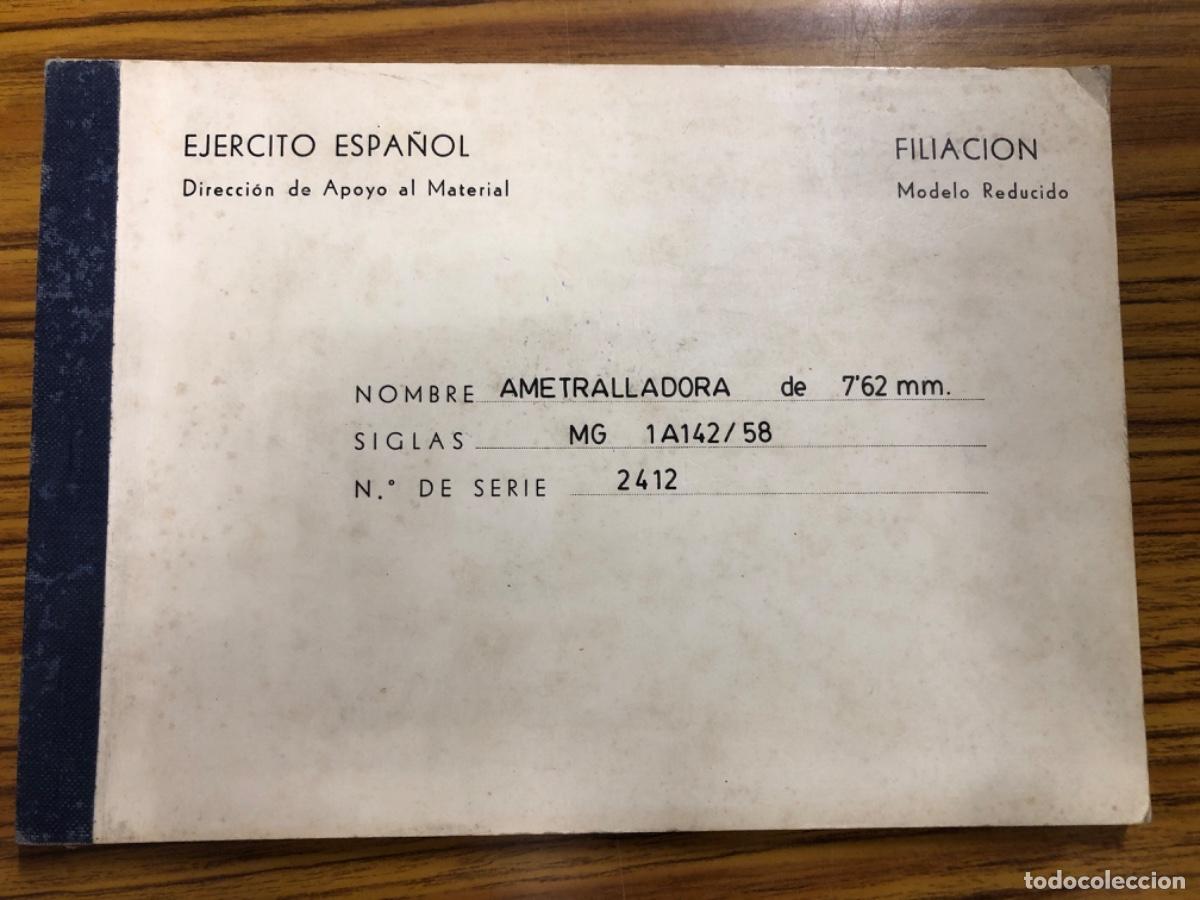 EJERCITO ESPAÑOL
Dirección de Apoyo al Material
FILIACION
Modelo Reducido
NOMBRE AMETRALLADORA de 7'62 mm.
SIGLAS MG 1A142/58
N.° DE SERIE 2412
todocoleccion